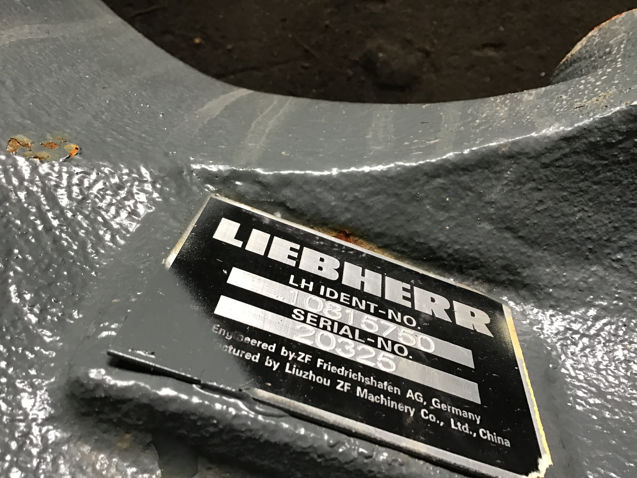 LIEBHERR
LH IDENT-NO.
10815750
SERIAL-NO.
20325
Engineered by ZF Friedrichshafen AG, Germany
by Liuzhou ZF Machinery Co., Ltd., China